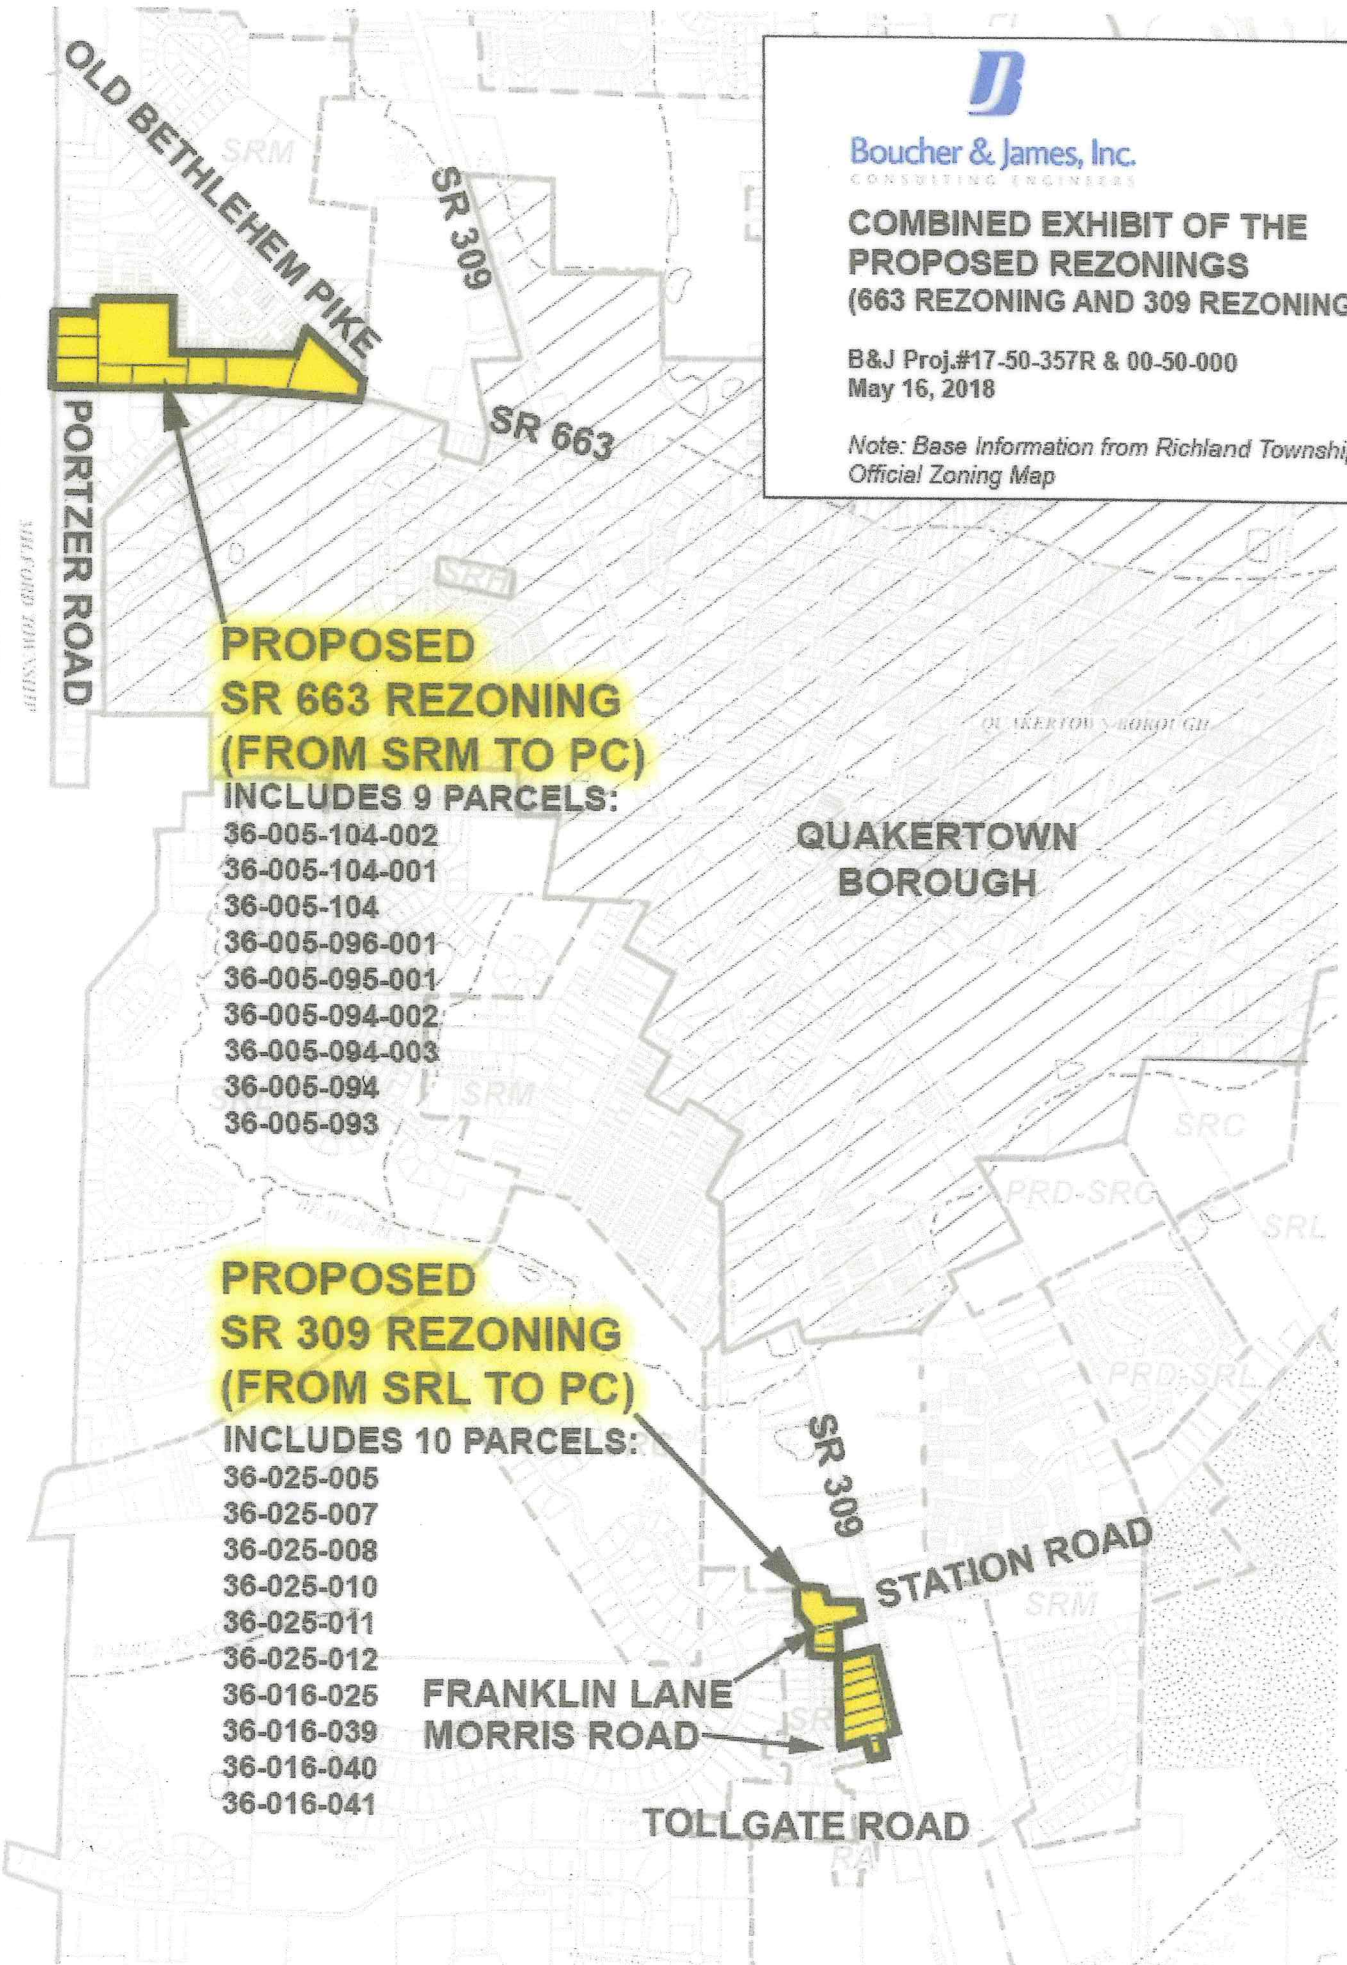 OLD BETHLEHEM PIKE
SRM
SR 309
Boucher & James, Inc.
CONSULTING ENGINEERS
COMBINED EXHIBIT OF THE
PROPOSED REZONINGS
(663 REZONING AND 309 REZONING
B&J Proj.#17-50-357R & 00-50-000
May 16, 2018
Note: Base Information from Richland Township
Official Zoning Map
SR 663
PORTZER ROAD
MILFORD TOWNSHIP
SRH
PROPOSED
SR 663 REZONING
(FROM SRM TO PC)
INCLUDES 9 PARCELS:
36-005-104-002
36-005-104-001
36-005-104
36-005-096-001
36-005-095-001
36-005-094-002
36-005-094-003
36-005-094
36-005-093
QUAKERTOWN BOROUGH
QUAKERTOWN
BOROUGH
SRM
SRC
PRD-SRC
SRL
PRD-SRL
PROPOSED
SR 309 REZONING
(FROM SRL TO PC)
INCLUDES 10 PARCELS:
36-025-005
36-025-007
36-025-008
36-025-010
36-025-011
36-025-012
36-016-025
36-016-039
36-016-040
36-016-041
SR 309
STATION ROAD
SRM
FRANKLIN LANE
MORRIS ROAD
TOLLGATE ROAD
RA